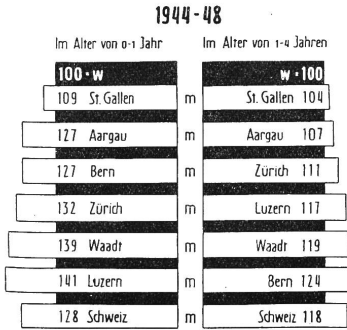 1944-48
Im Alter von 0-1 Jahr Im Alter von 1-4 Jahren
100·w w·100
109 St. Gallen m St. Gallen 104
127 Aargau m Aargau 107
127 Bern m Zürich 111
132 Zürich m Luzern 117
139 Waadt m Waadt 119
141 Luzern m Bern 124
128 Schweiz m Schweiz 118